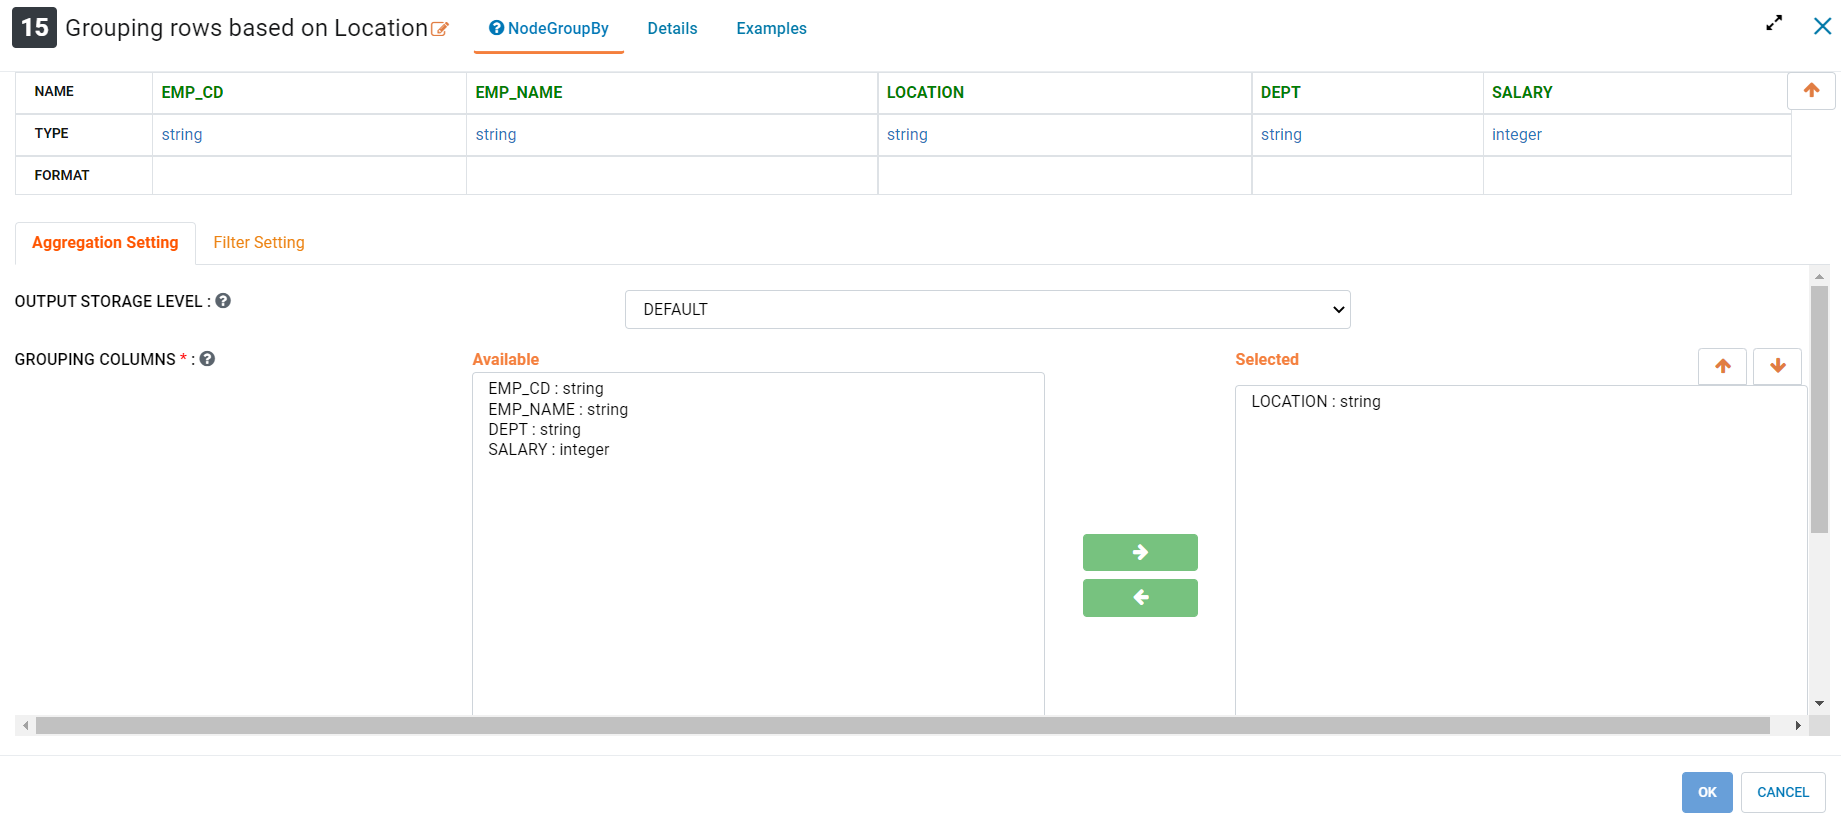 15 Grouping rows based on Location NodeGroupBy Details Examples
NAME EMP_CD EMP_NAME LOCATION DEPT SALARY
TYPE string string string string integer
FORMAT
Aggregation Setting Filter Setting
OUTPUT STORAGE LEVEL : DEFAULT
GROUPING COLUMNS * : Available Selected
EMP_CD : string
EMP_NAME : string
DEPT : string
SALARY : integer
LOCATION : string
OK CANCEL